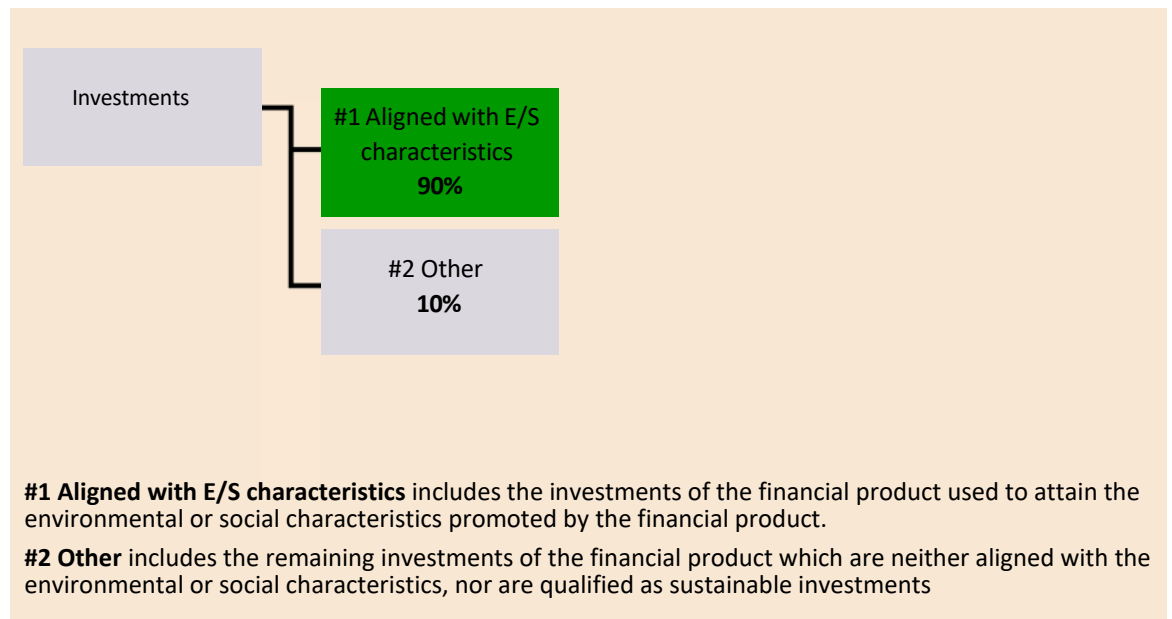 Investments
#1 Aligned with E/S
characteristics
90%
#2 Other
10%
#1 Aligned with E/S characteristics includes the investments of the financial product used to attain the
environmental or social characteristics promoted by the financial product.
#2 Other includes the remaining investments of the financial product which are neither aligned with the
environmental or social characteristics, nor are qualified as sustainable investments